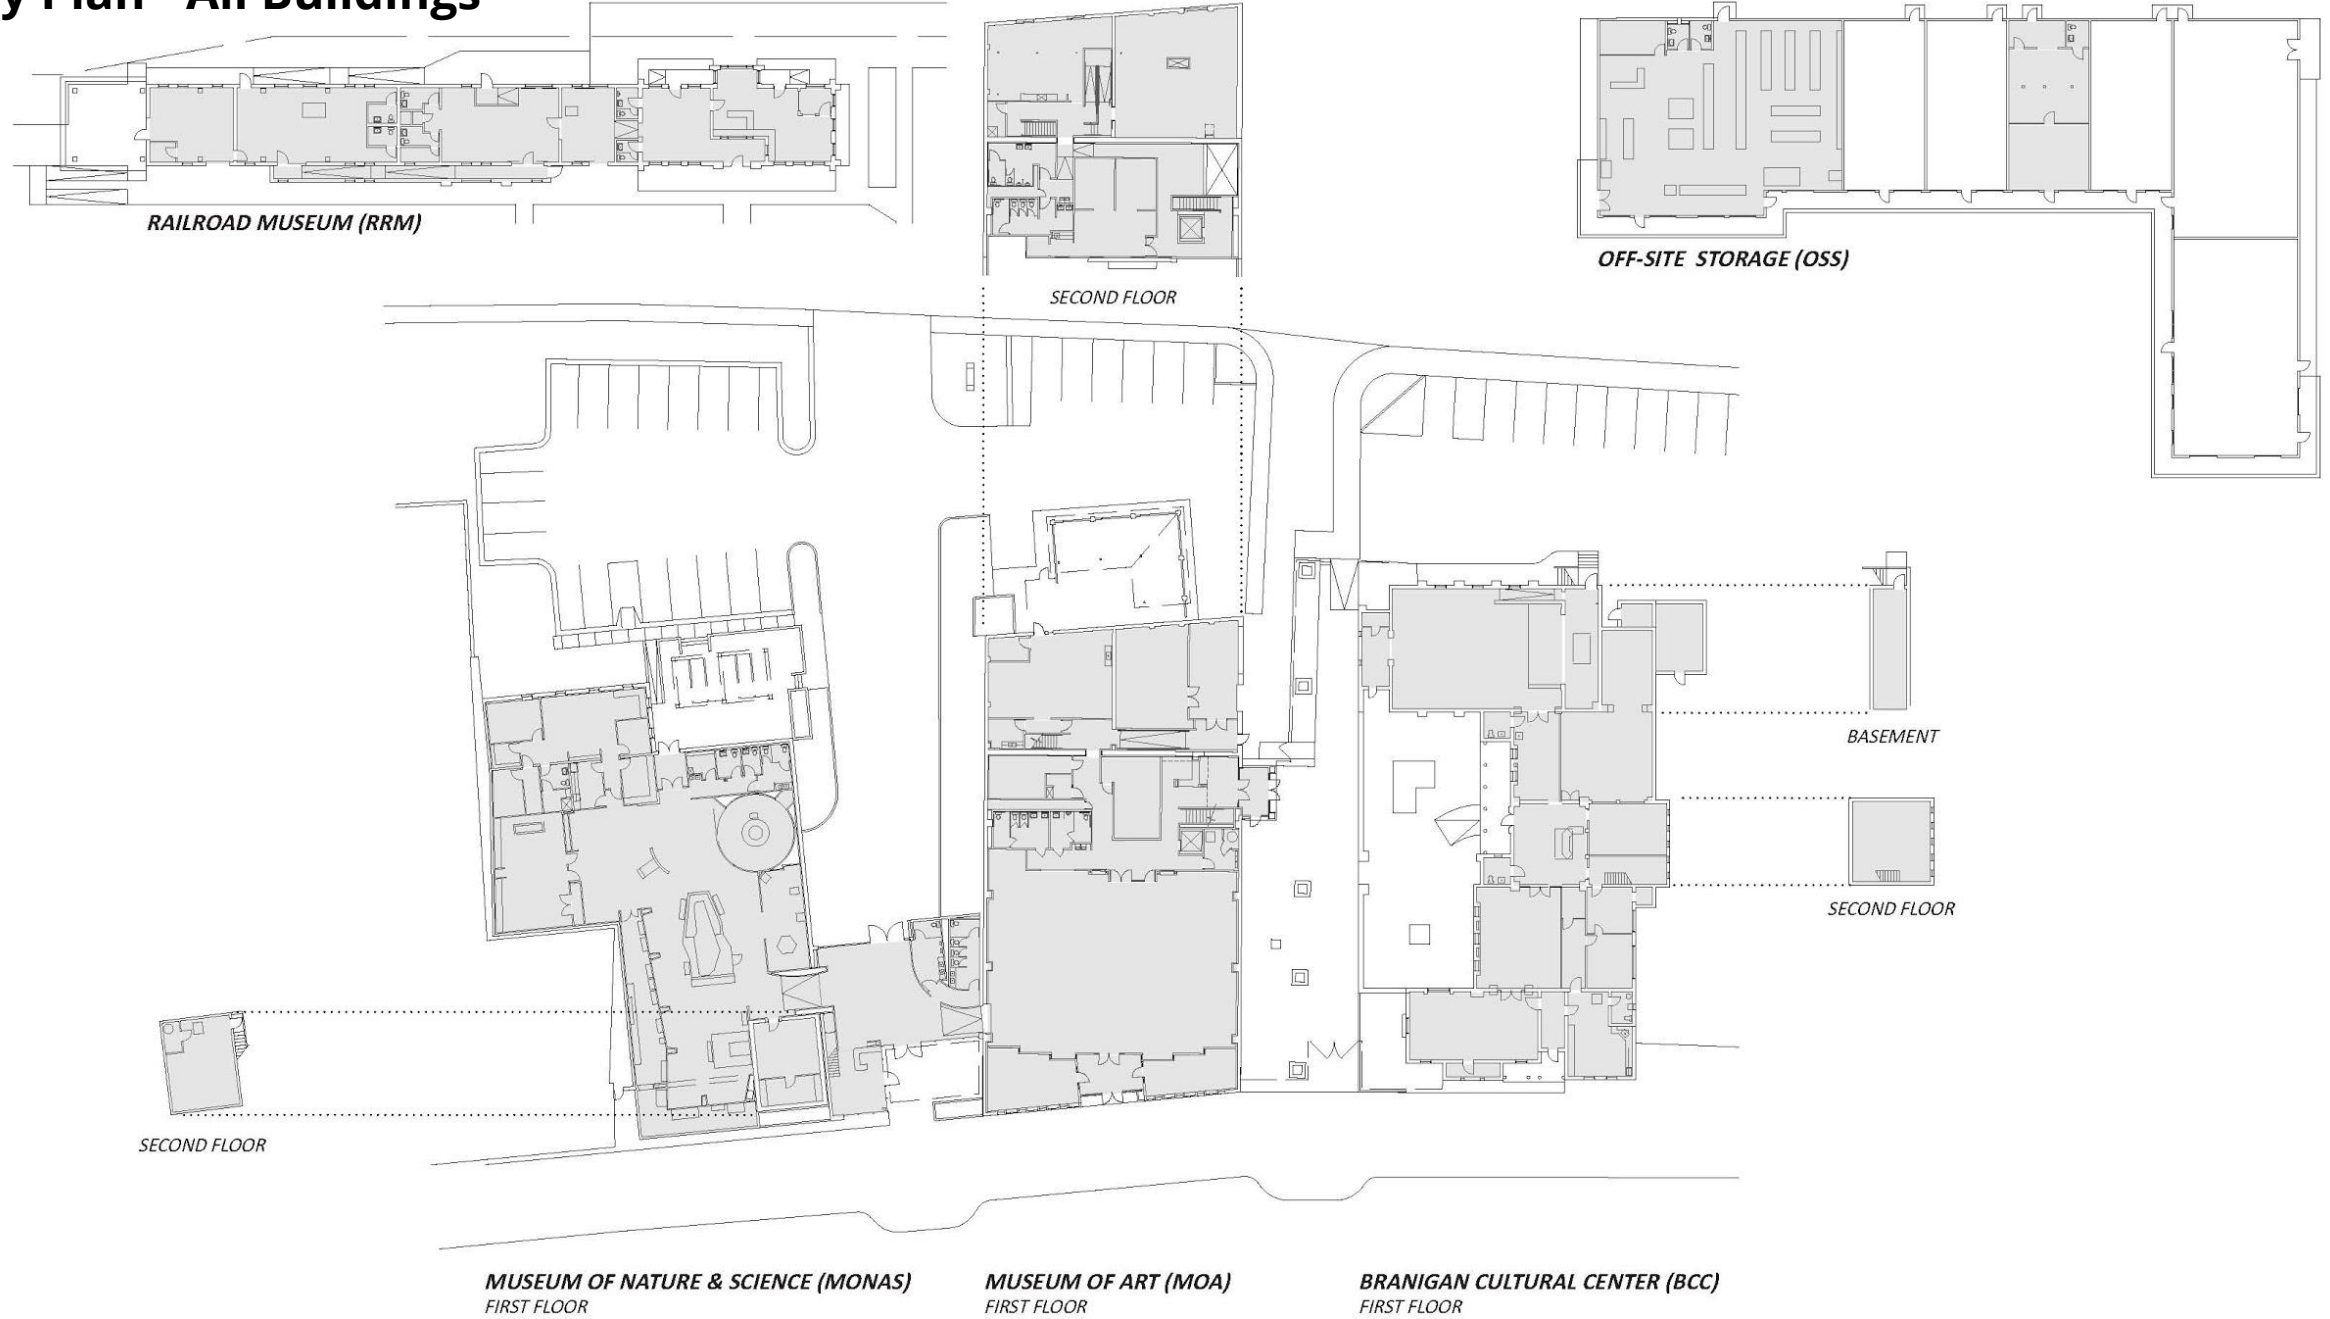 y Plan - All Buildings
RAILROAD MUSEUM (RRM)
SECOND FLOOR
OFF-SITE STORAGE (OSS)
BASEMENT
SECOND FLOOR
SECOND FLOOR
MUSEUM OF NATURE & SCIENCE (MONAS)
FIRST FLOOR
MUSEUM OF ART (MOA)
FIRST FLOOR
BRANIGAN CULTURAL CENTER (BCC)
FIRST FLOOR